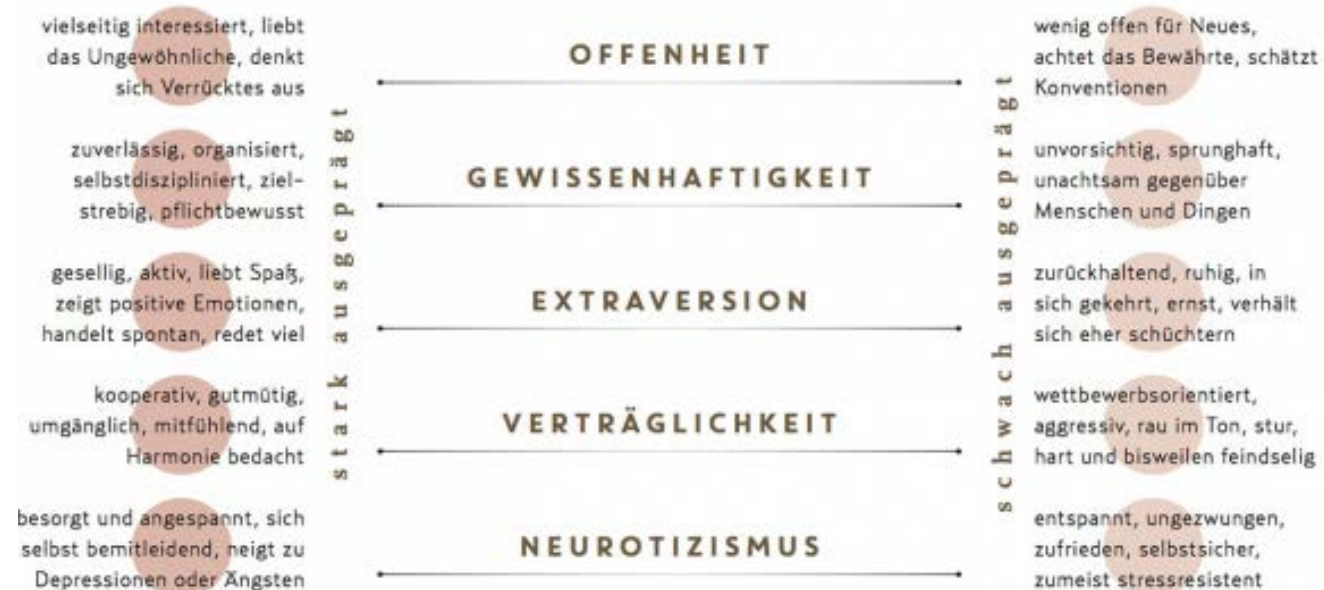 vielseitig interessiert, liebt
das Ungewöhnliche, denkt
sich Verrücktes aus
OFFENHEIT
wenig offen für Neues,
achtet das Bewährte, schätzt
Konventionen
zuverlässig, organisiert,
selbstdiszipliniert, ziel-
strebig, pflichtbewusst
GEWISSENHAFTIGKEIT
unvorsichtig, sprunghaft,
unachtsam gegenüber
Menschen und Dingen
gesellig, aktiv, liebt Spaß,
zeigt positive Emotionen,
handelt spontan, redet viel
EXTRAVERSION
zurückhaltend, ruhig, in
sich gekehrt, ernst, verhält
sich eher schüchtern
kooperativ, gutmütig,
umgänglich, mitfühlend, auf
Harmonie bedacht
VERTRÄGLICHKEIT
wettbewerbsorientiert,
aggressiv, rau im Ton, stur,
hart und bisweilen feindselig
besorgt und angespannt, sich
selbst bemitleidend, neigt zu
Depressionen oder Ängsten
NEUROTIZISMUS
entspannt, ungezwungen,
zufrieden, selbstsicher,
zumeist stressresistent
stark ausgeprägt
schwach ausgeprägt